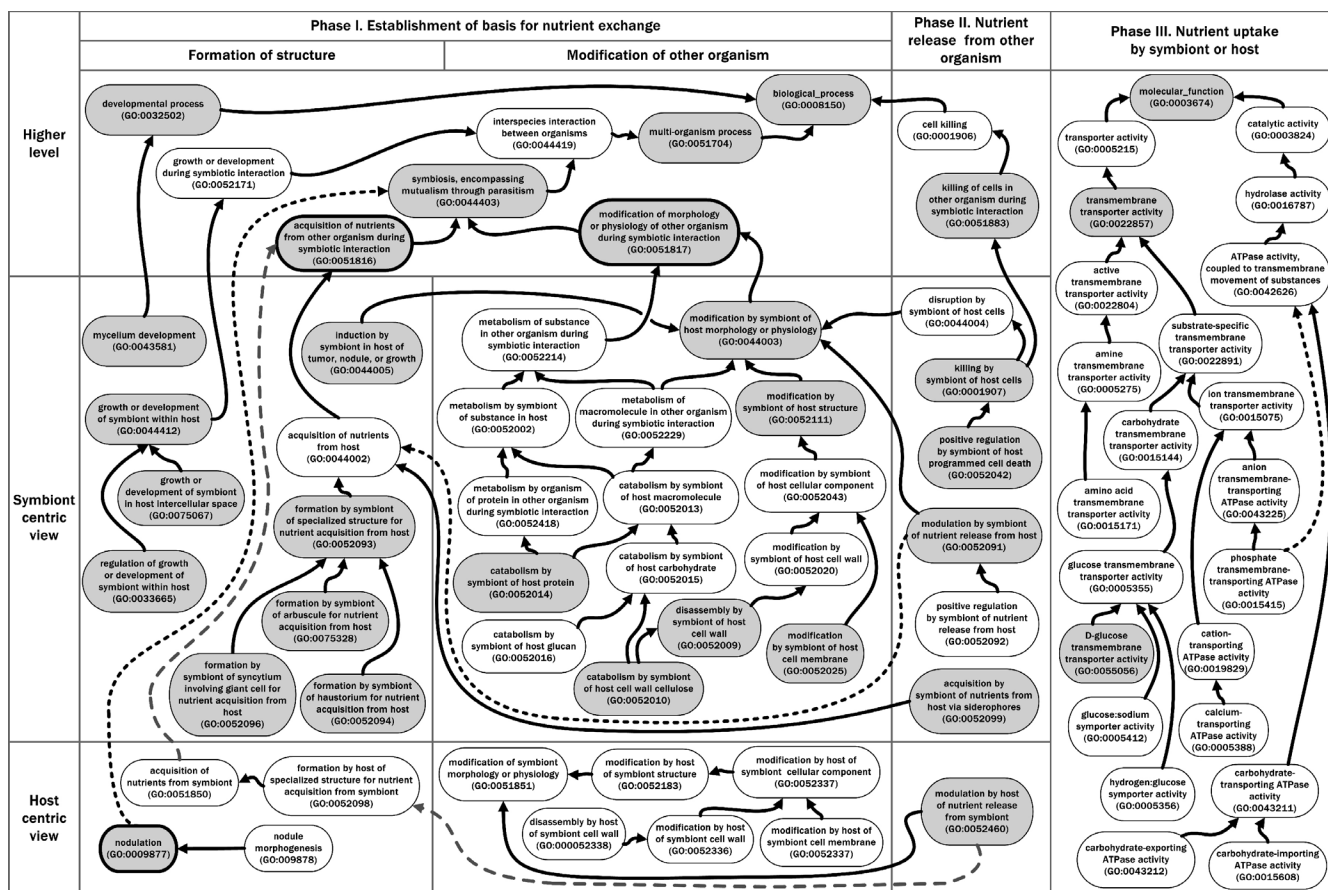 Phase I. Establishment of basis for nutrient exchange
Formation of structure
Modification of other organism
Phase II. Nutrient
release from other
organism
Phase III. Nutrient uptake
by symbiont or host
Higher
level
developmental process
(GO:0032502)
biological_process
(GO:0008150)
interspecies interaction
between organisms
(GO:0044419)
multi-organism process
(GO:0051704)
growth or development
during symbiotic interaction
(GO:0052171)
symbiosis, encompassing
mutualism through parasitism
(GO:0044403)
acquisition of nutrients
from other organism during
symbiotic interaction
(GO:0051816)
modification of morphology
or physiology of other organism
during symbiotic interaction
(GO:0051817)
cell killing
(GO:0001906)
killing of cells in
other organism during
symbiotic interaction
(GO:0051883)
molecular_function
(GO:0003674)
transporter activity
(GO:0005215)
catalytic activity
(GO:0003824)
transmembrane
transporter activity
(GO:0022857)
hydrolase activity
(GO:0016787)
active
transmembrane
transporter activity
(GO:0022804)
ATPase activity,
coupled to transmembrane
movement of substances
(GO:0042626)
Symbiont
centric
view
mycelium development
(GO:0043581)
induction by
symbiont in host of
tumor, nodule, or growth
(GO:0044005)
metabolism of substance
in other organism during
symbiotic interaction
(GO:0052214)
modification by symbiont of
host morphology or physiology
(GO:0044003)
disruption by
symbiont of host cells
(GO:0044004)
growth or development
of symbiont within host
(GO:0044412)
acquisition of nutrients
from host
(GO:0044002)
metabolism by symbiont
of substance in host
(GO:0052002)
metabolism of
macromolecule in other organism
during symbiotic interaction
(GO:0052229)
modification by
symbiont of host structure
(GO:0052111)
killing by
symbiont of host cells
(GO:0001907)
growth or
development of symbiont
in host intercellular space
(GO:0075067)
metabolism by organism
of protein in other organism
during symbiotic interaction
(GO:0052418)
catabolism by symbiont
of host macromolecule
(GO:0052013)
modification by symbiont
of host cellular component
(GO:0052043)
positive regulation
by symbiont of host
programmed cell death
(GO:0052042)
formation by symbiont
of specialized structure for
nutrient acquisition from host
(GO:0052093)
regulation of growth
or development of
symbiont within host
(GO:0033665)
catabolism by
symbiont of host protein
(GO:0052014)
catabolism by symbiont
of host carbohydrate
(GO:0052015)
modification by
symbiont of host cell wall
(GO:0052020)
modulation by symbiont
of nutrient release from host
(GO:0052091)
formation by symbiont
of arbuscule for nutrient
acquisition from host
(GO:0075328)
catabolism by
symbiont of host glucan
(GO:0052016)
disassembly by
symbiont of host
cell wall
(GO:0052009)
modification
by symbiont of host
cell membrane
(GO:0052025)
positive regulation
by symbiont of nutrient
release from host
(GO:0052092)
formation by
symbiont of syncytium
involving giant cell for
nutrient acquisition from
host
(GO:0052096)
formation by symbiont of
haustorium for nutrient
acquisition from host
(GO:0052094)
catabolism by symbiont
of host cell wall cellulose
(GO:0052010)
acquisition by
symbiont of nutrients from
host via siderophores
(GO:0052099)
amine
transmembrane
transporter activity
(GO:0005275)
substrate-specific
transmembrane
transporter activity
(GO:0022891)
ion transmembrane
transporter activity
(GO:0015075)
carbohydrate
transmembrane
transporter activity
(GO:0015144)
anion
transmembrane-
transporting ATPase
activity
(GO:0043225)
amino acid
transmembrane
transporter activity
(GO:0015171)
glucose transmembrane
transporter activity
(GO:0005355)
phosphate transmembrane-
transporting ATPase
activity
(GO:0015415)
D-glucose
transmembrane
transporter activity
(GO:0055056)
cation-
transporting
ATPase activity
(GO:0019829)
glucose:sodium
symporter activity
(GO:0005412)
calcium-
transporting
ATPase activity
(GO:0005388)
hydrogen:glucose
symporter activity
(GO:0005356)
carbohydrate-
transporting ATPase
activity
(GO:0043211)
carbohydrate-exporting
ATPase activity
(GO:0043212)
carbohydrate-importing
ATPase activity
(GO:0015608)
Host
centric
view
acquisition of
nutrients from symbiont
(GO:0051850)
formation by host of
specialized structure for nutrient
acquisition from symbiont
(GO:0052098)
modification of symbiont
morphology or physiology
(GO:0051851)
modification by host
of symbiont structure
(GO:0052183)
modification by host of
symbiont cellular component
(GO:0052337)
modulation by host
of nutrient release
from symbiont
(GO:0052460)
nodulation
(GO:0009877)
nodule
morphogenesis
(GO:009878)
disassembly by host
of symbiont cell wall
(GO:000052338)
modification by host
of symbiont cell wall
(GO:0052336)
modification by host of
symbiont cell membrane
(GO:0052337)